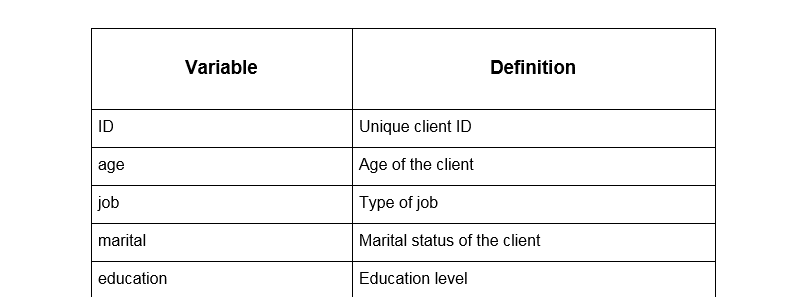 Variable Definition
ID Unique client ID
age Age of the client
job Type of job
marital Marital status of the client
education Education level